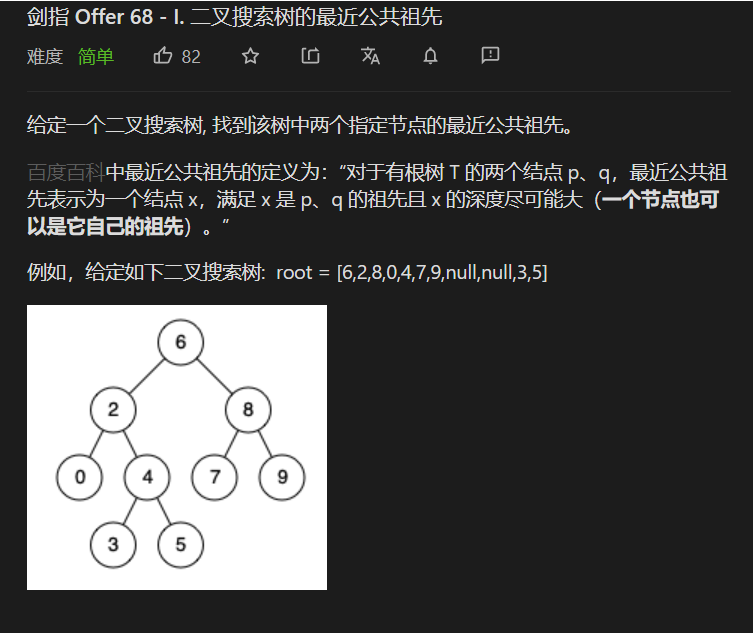 剑指 Offer 68 - I. 二叉搜索树的最近公共祖先
难度 简单 82
给定一个二叉搜索树, 找到该树中两个指定节点的最近公共祖先。
百度百科中最近公共祖先的定义为：“对于有根树 T 的两个结点 p、q，最近公共祖
先表示为一个结点 x，满足 x 是 p、q 的祖先且 x 的深度尽可能大（一个节点也可
以是它自己的祖先）。”
例如，给定如下二叉搜索树:  root = [6,2,8,0,4,7,9,null,null,3,5]
6
2 8
0 4 7 9
3 5